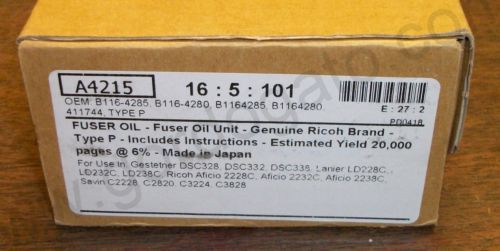 A4215
16 : 5 : 101
OEM: B116-4285, B116-4280, B1164285, B1164280,
411744, TYPE P
E : 27 : 2
PD0418
FUSER OIL - Fuser Oil Unit - Genuine Ricoh Brand -
Type P - Includes Instructions - Estimated Yield 20,000
pages @ 6% - Made in Japan
For Use In: Gestetner DSC328, DSC332, DSC338, Lanier LD228C,
LD232C, LD238C, Ricoh Aficio 2228C, Aficio 2232C, Aficio 2238C,
Savin C2228, C2820, C3224, C3828